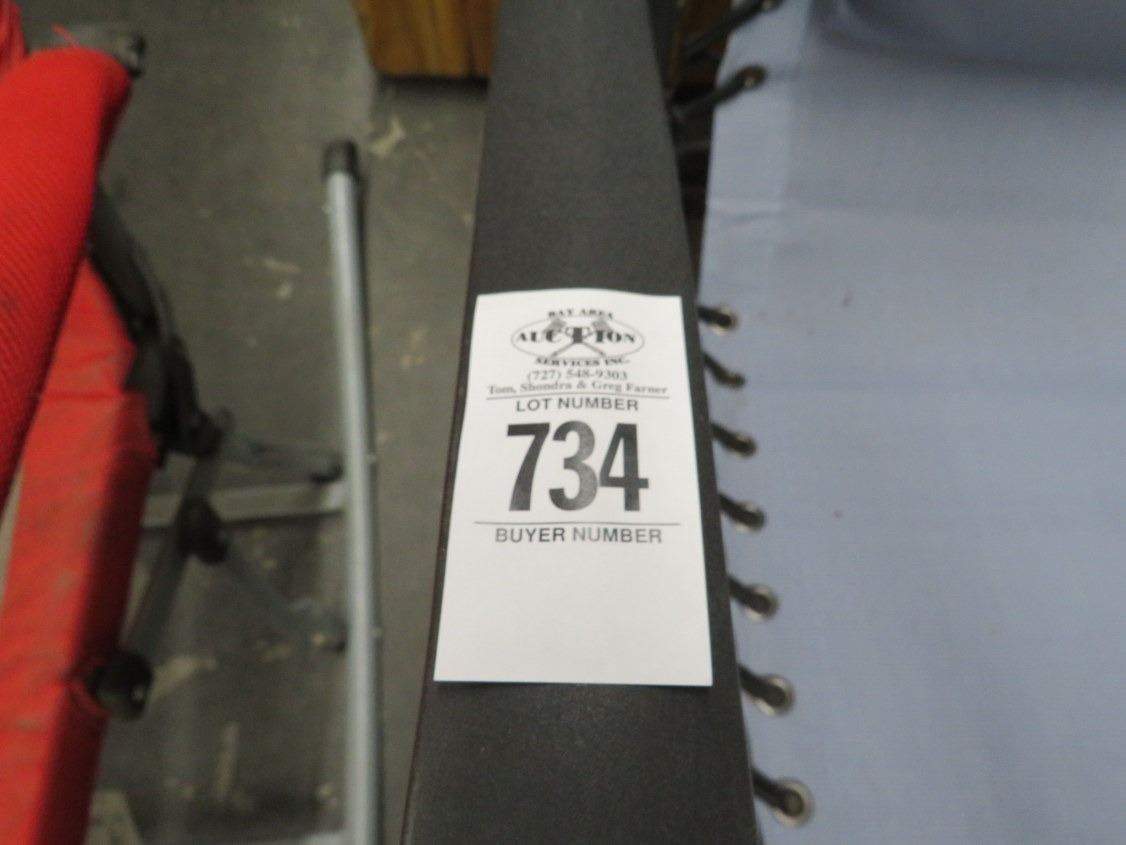 BAY AREA
AUCTION
SERVICES INC.
(727) 548-9303
Tom, Shondra & Greg Farner
LOT NUMBER
734
BUYER NUMBER